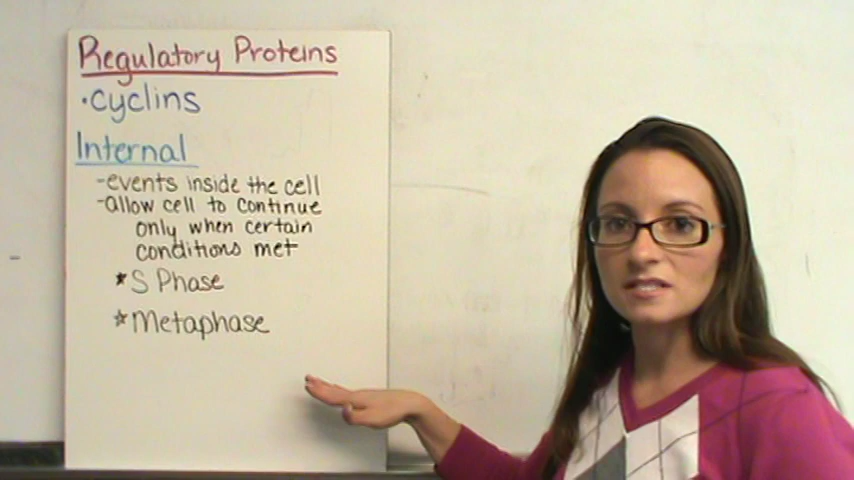 Regulatory Proteins
•cyclins
Internal
-events inside the cell
-allow cell to continue
only when certain
conditions met
*S Phase
*Metaphase